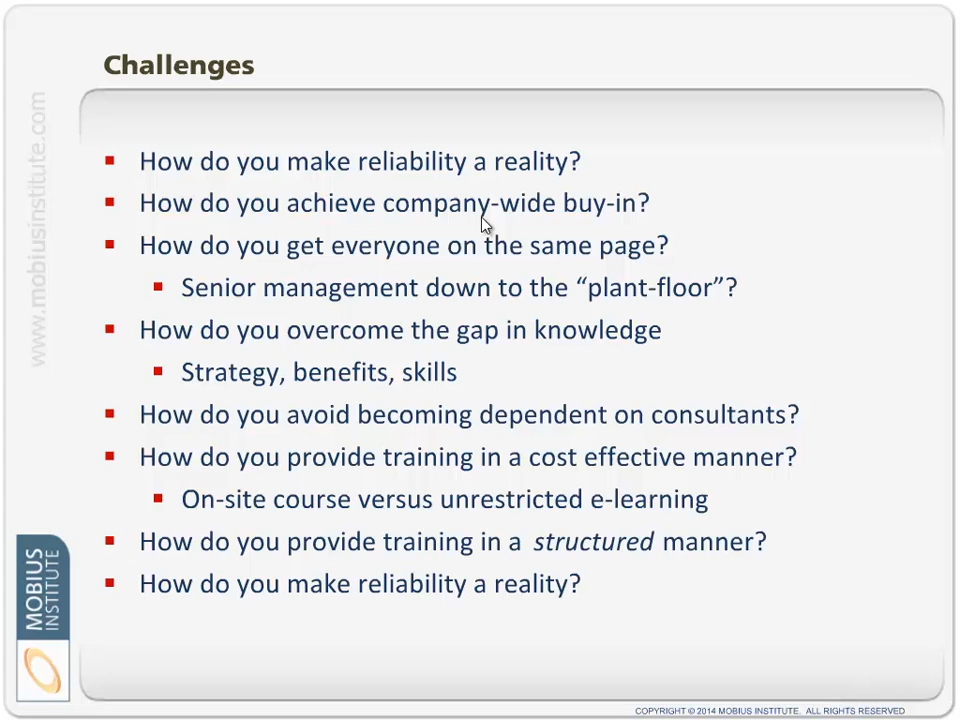 Challenges
www.mobiusinstitute.com
How do you make reliability a reality?
How do you achieve company-wide buy-in?
How do you get everyone on the same page?
Senior management down to the “plant-floor”?
How do you overcome the gap in knowledge
Strategy, benefits, skills
How do you avoid becoming dependent on consultants?
How do you provide training in a cost effective manner?
On-site course versus unrestricted e-learning
How do you provide training in a structured manner?
How do you make reliability a reality?
MOBIUS
INSTITUTE
COPYRIGHT © 2014 MOBIUS INSTITUTE. ALL RIGHTS RESERVED